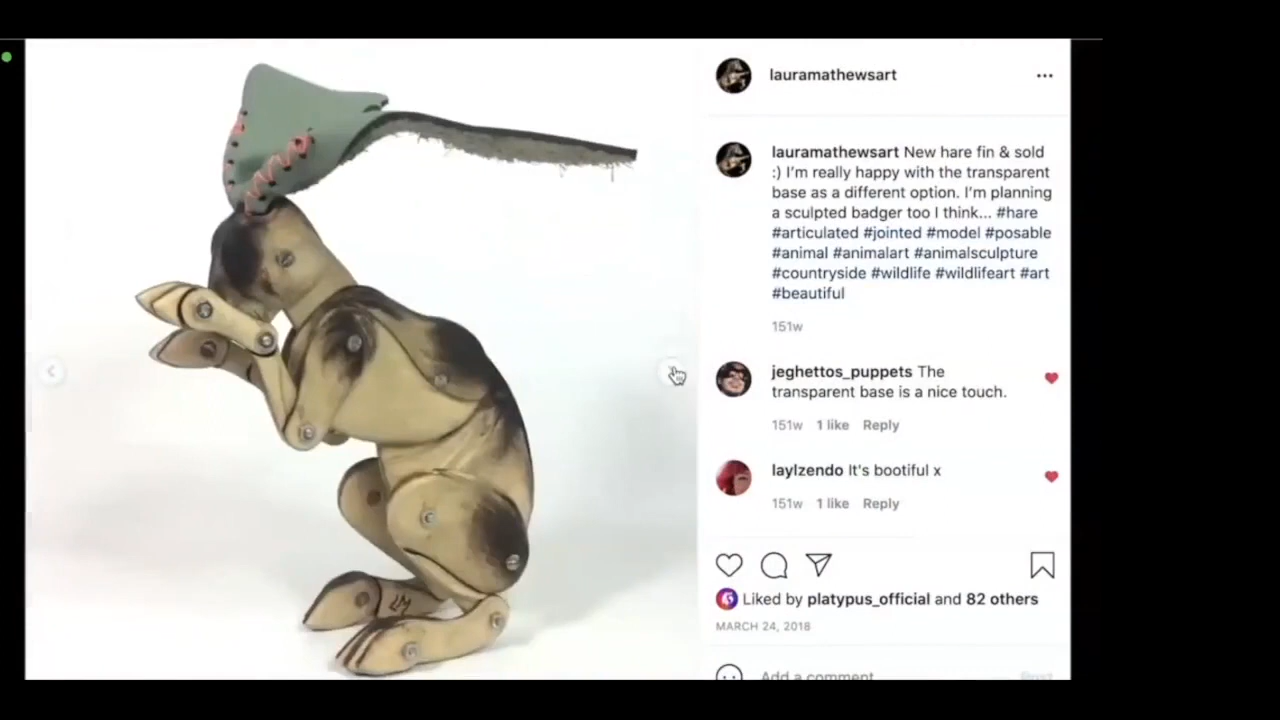 lauramathewsart
lauramathewsart New hare fin & sold
:) I'm really happy with the transparent
base as a different option. I'm planning
a sculpted badger too I think... #hare
#articulated #jointed #model #posable
#animal #animalart #animalsculpture
#countryside #wildlife #wildlifeart #art
#beautiful
151w
jeghettos_puppets The
transparent base is a nice touch.
151w 1 like Reply
laylzendo It's bootiful x
151w 1 like Reply
Liked by platypus_official and 82 others
MARCH 24, 2018
Add a comment Post